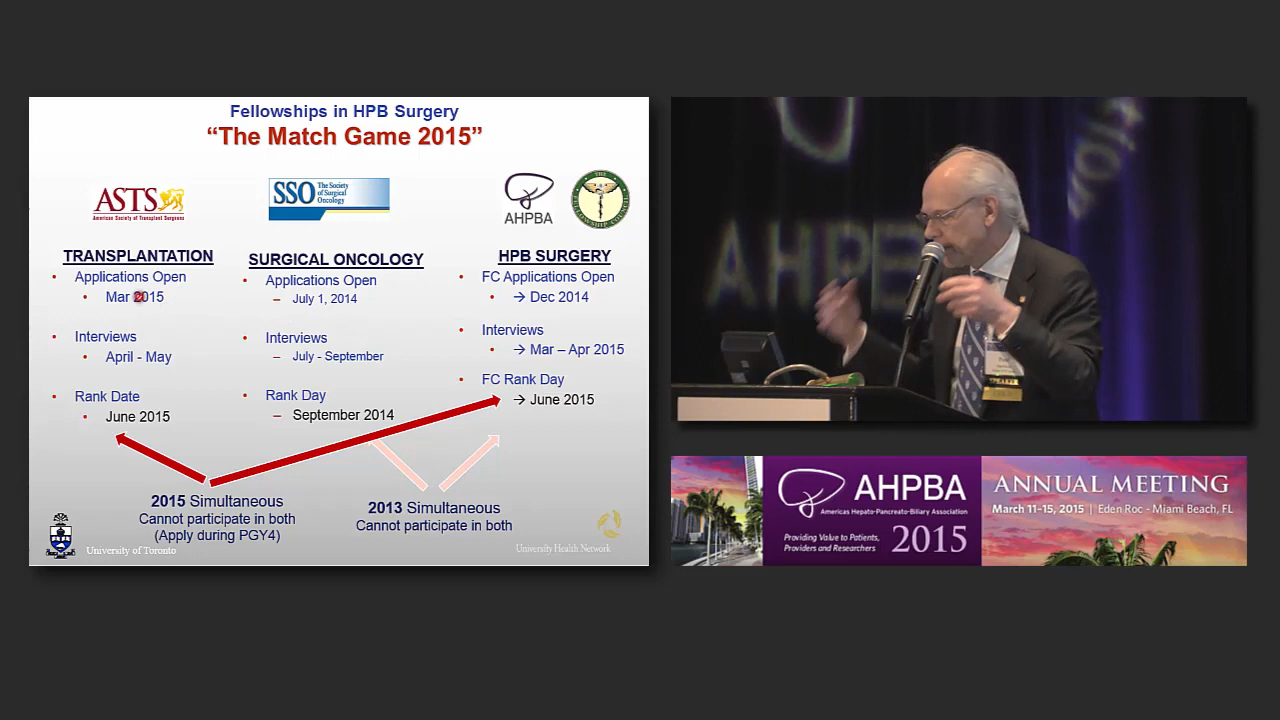 Fellowships in HPB Surgery
“The Match Game 2015”
ASTS
American Society of Transplant Surgeons
SSO
The Society
of Surgical
Oncology
AHPBA
TRANSPLANTATION
• Applications Open
• Mar 2015
• Interviews
• April - May
• Rank Date
• June 2015
SURGICAL ONCOLOGY
• Applications Open
– July 1, 2014
• Interviews
– July - September
• Rank Day
– September 2014
HPB SURGERY
• FC Applications Open
• → Dec 2014
• Interviews
• → Mar – Apr 2015
• FC Rank Day
→ June 2015
2015 Simultaneous
Cannot participate in both
(Apply during PGY4)
2013 Simultaneous
Cannot participate in both
University of Toronto
University Health Network
AHPBA
SPEAKER
AHPBA
Americas Hepato-Pancreato-Biliary Association
Providing Value to Patients,
Providers and Researchers
2015
ANNUAL MEETING
March 11-15, 2015 | Eden Roc - Miami Beach, FL